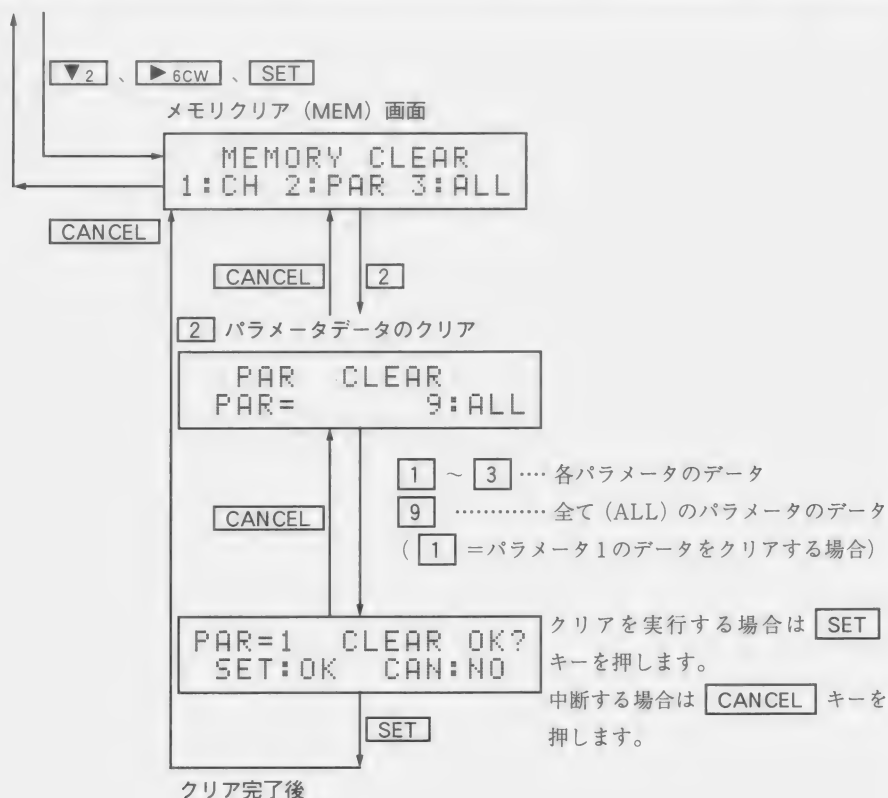 ▼2 、 ▶6CW 、 SET
メモリクリア（MEM）画面
MEMORY CLEAR
1:CH 2:PAR 3:ALL
CANCEL
CANCEL 2
2 パラメータデータのクリア
PAR CLEAR
PAR= 9:ALL
1 ～ 3 ‥‥ 各パラメータのデータ
CANCEL
9 ‥‥‥‥‥ 全て（ALL）のパラメータのデータ
（ 1 ＝パラメータ1のデータをクリアする場合）
PAR=1 CLEAR OK?
SET:OK CAN:NO
クリアを実行する場合は SET
キーを押します。
中断する場合は CANCEL キーを
押します。
SET
クリア完了後